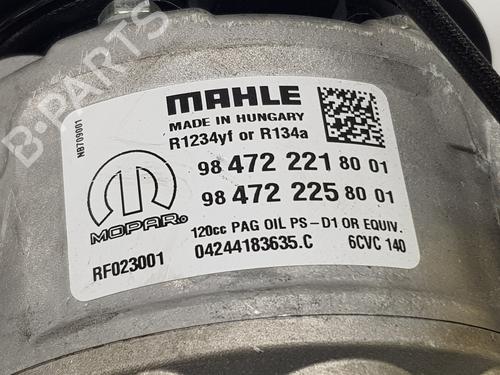 MAHLE
MADE IN HUNGARY
R1234yf or R134a
98 472 221 80 01
98 472 225 80 01
MOPAR®
120cc PAG OIL PS-D1 OR EQUIV.
RF023001 04244183635.C 6CVC 140
NB7709001
B-PARTS